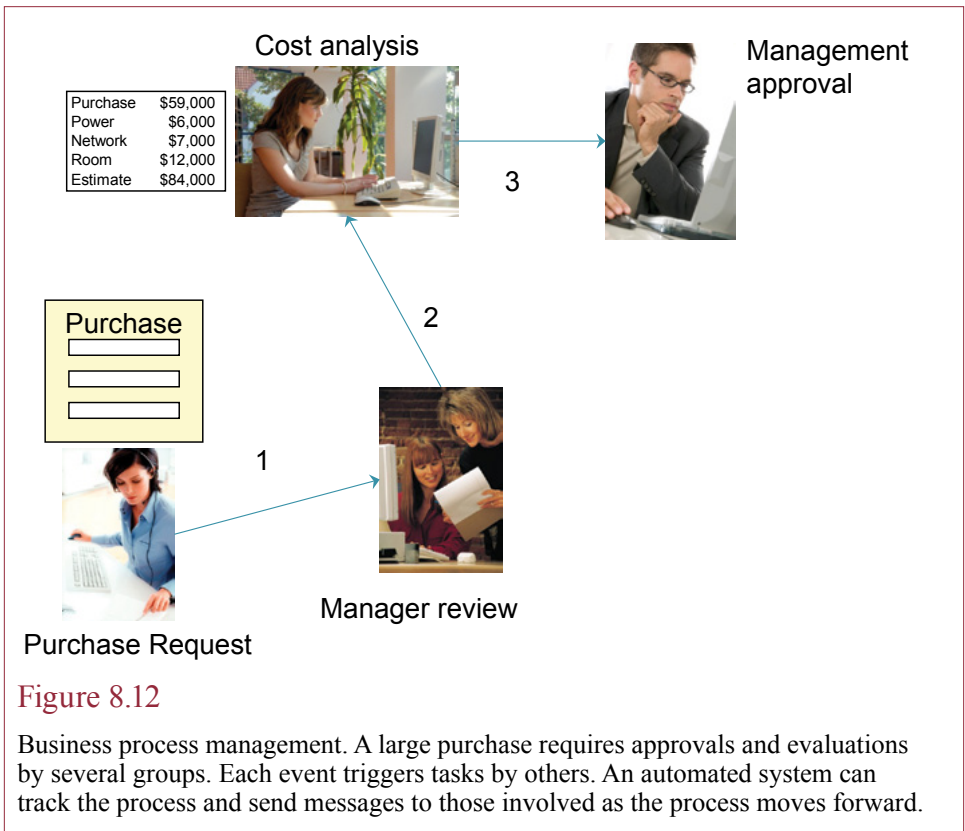 Cost analysis
Management
approval
Purchase $59,000
Power $6,000
Network $7,000
Room $12,000
Estimate $84,000
3
2
Purchase
1
Manager review
Purchase Request
Figure 8.12
Business process management. A large purchase requires approvals and evaluations
by several groups. Each event triggers tasks by others. An automated system can
track the process and send messages to those involved as the process moves forward.